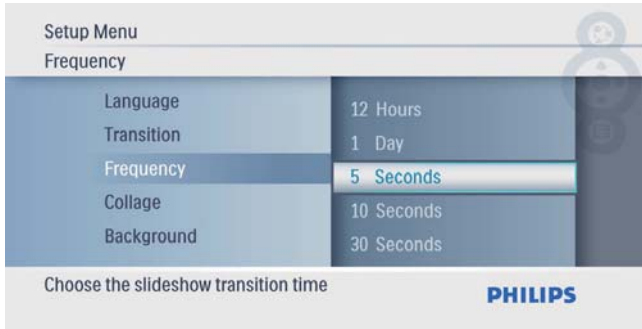 Setup Menu
Frequency
Language
Transition
Frequency
Collage
Background
12 Hours
1 Day
5 Seconds
10 Seconds
30 Seconds
Choose the slideshow transition time
PHILIPS